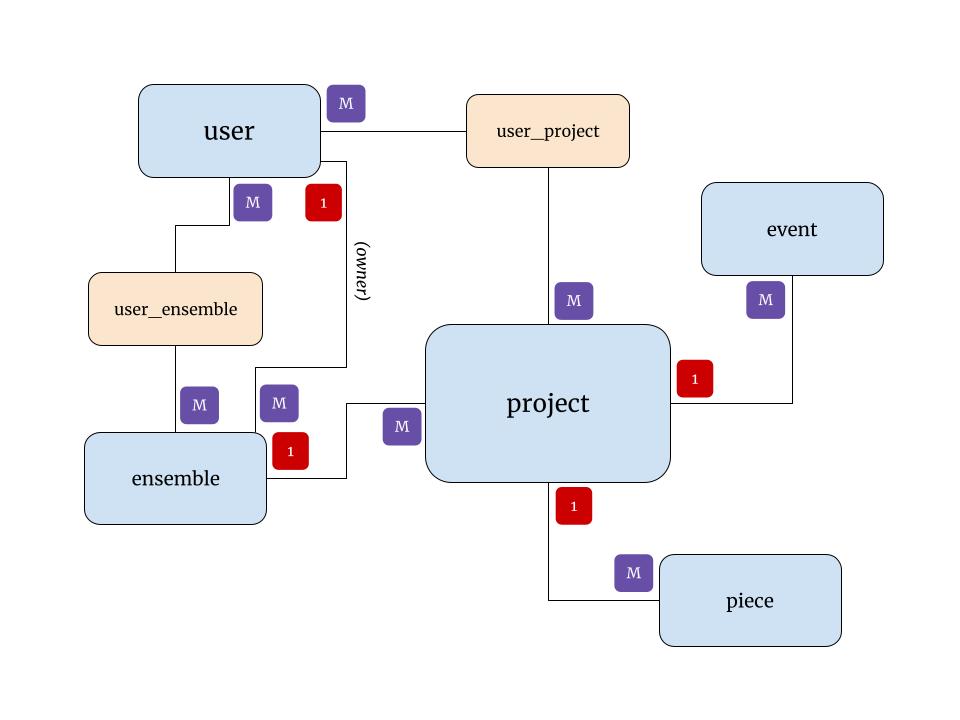 user
M
user_project
M
1
event
(owner)
user_ensemble
M
M
1
project
M
M
M
1
ensemble
1
M
piece